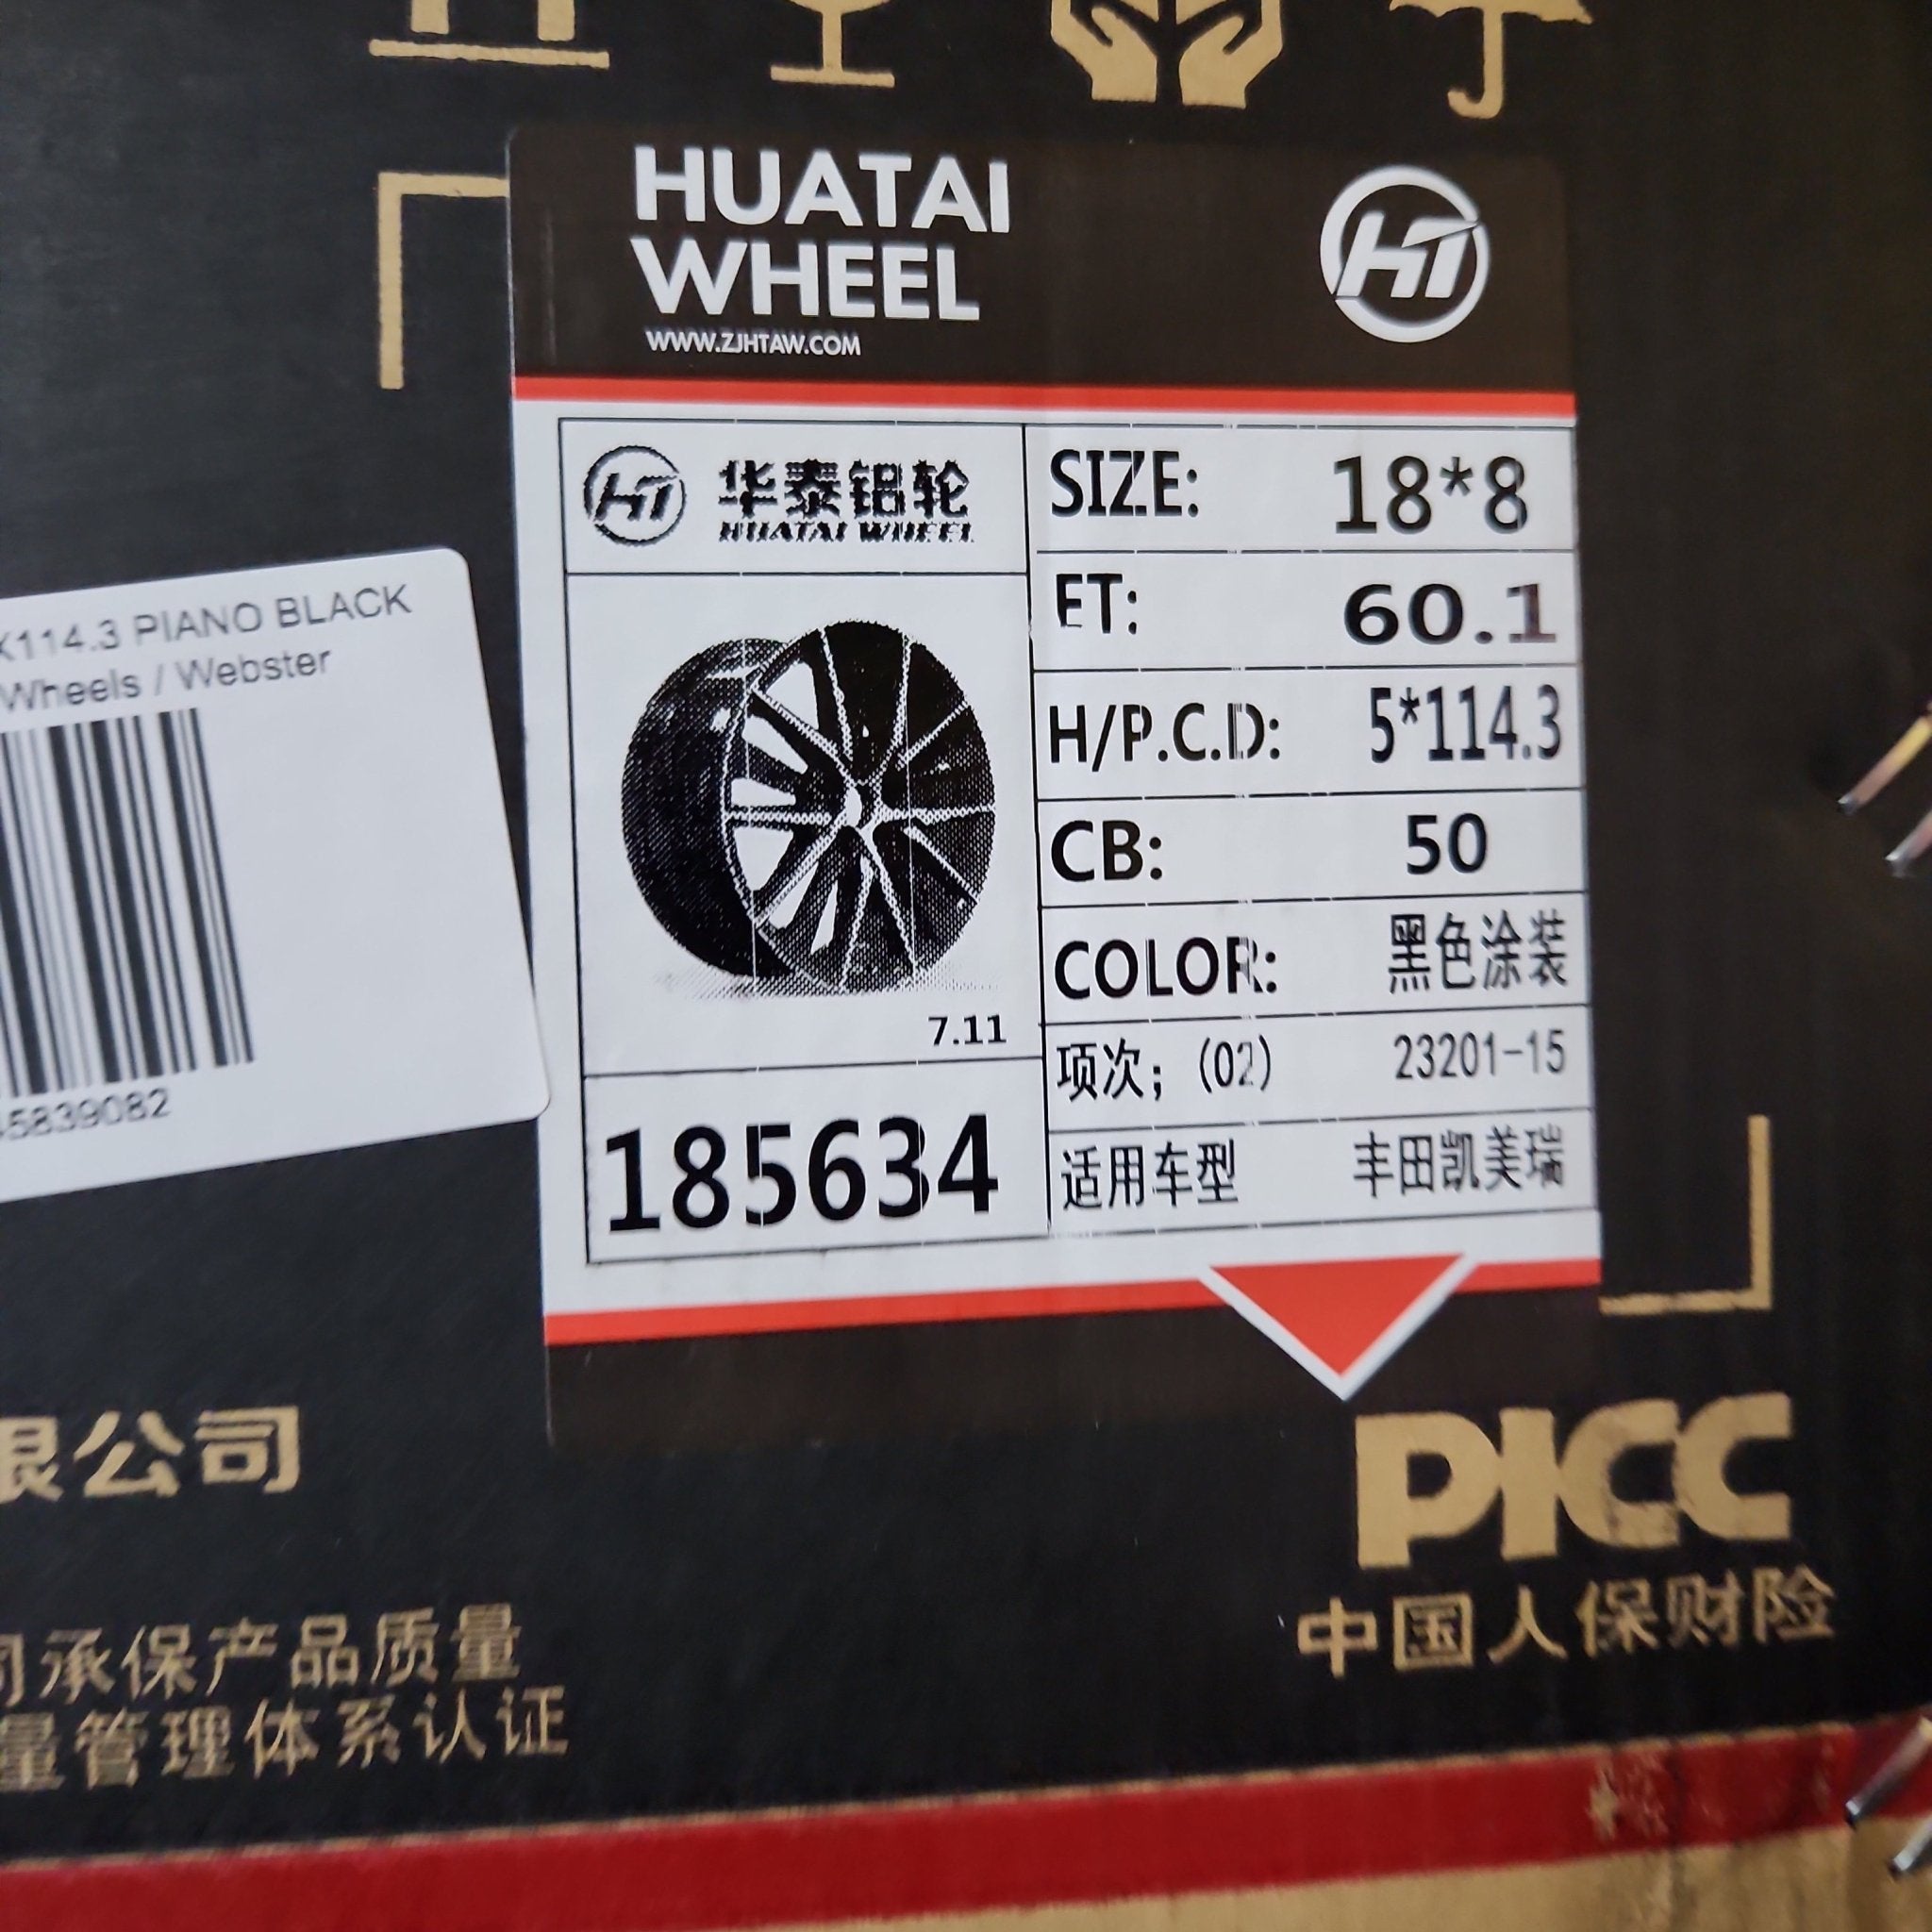 HUATAI
WHEEL
WWW.ZJHTAW.COM
HT
HT 华泰铝轮
HUATAI WHEEL
SIZE: 18*8
ET: 60.1
H/P.C.D: 5*114.3
CB: 50
COLOR: 黑色涂装
项次；(02) 23201-15
适用车型 丰田凯美瑞
7.11
185634
X114.3 PIANO BLACK
Wheels / Webster
45839082
限公司
PICC
中国人保财险
司承保产品质量
量管理体系认证